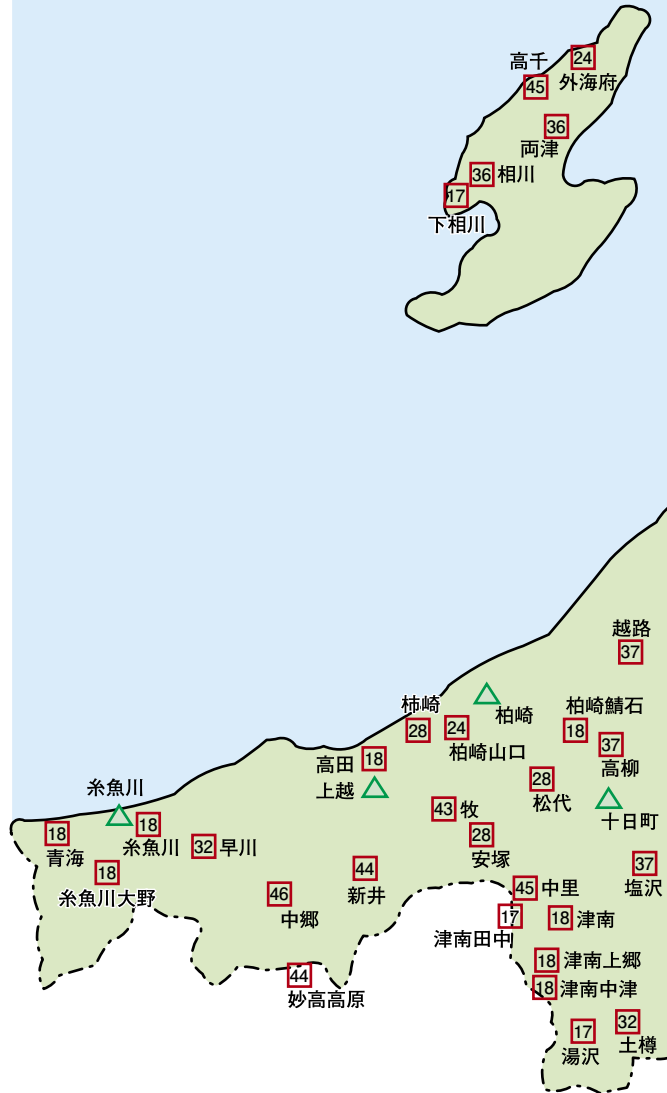 高千
45
24
外海府
36
両津
36 相川
17
下相川
越路
37
柿崎
28
24
柏崎山口
柏崎
柏崎鯖石
18
37
高柳
高田
18
上越
28
松代
十日町
43 牧
28
安塚
糸魚川
18
青海
18
糸魚川
32 早川
18
糸魚川大野
46
中郷
44
新井
37
塩沢
45 中里
17
津南田中
18 津南
18 津南上郷
18 津南中津
44
妙高高原
17
湯沢
32
土樽